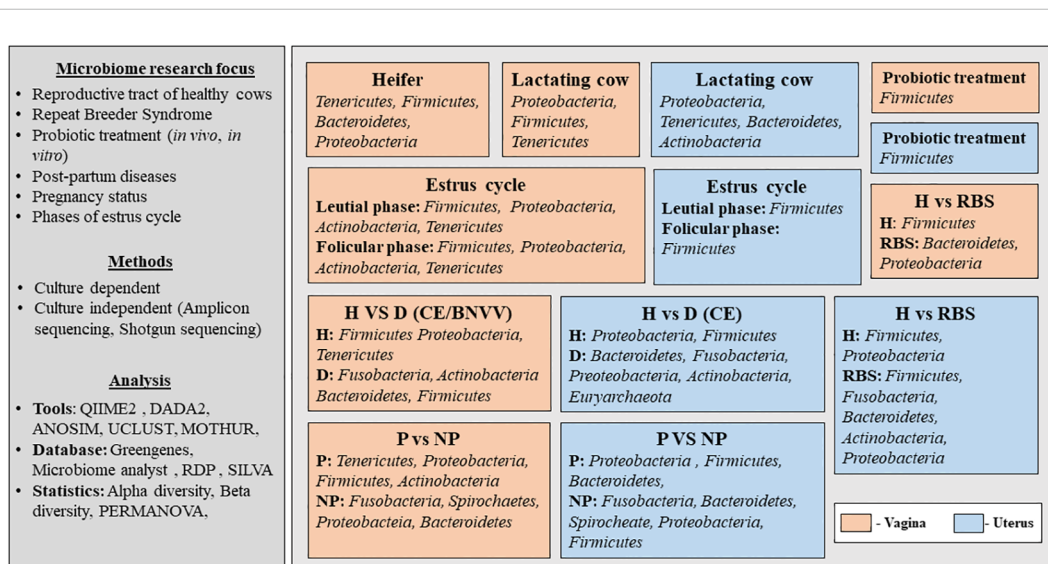 Microbiome research focus
• Reproductive tract of healthy cows
• Repeat Breeder Syndrome
• Probiotic treatment (in vivo, in
vitro)
• Post-partum diseases
• Pregnancy status
• Phases of estrus cycle
Methods
• Culture dependent
• Culture independent (Amplicon
sequencing, Shotgun sequencing)
Analysis
• Tools: QIIME2 , DADA2,
ANOSIM, UCLUST, MOTHUR,
• Database: Greengenes,
Microbiome analyst , RDP , SILVA
• Statistics: Alpha diversity, Beta
diversity, PERMANOVA,
Heifer
Tenericutes, Firmicutes,
Bacteroidetes,
Proteobacteria
Lactating cow
Proteobacteria,
Firmicutes,
Tenericutes
Lactating cow
Proteobacteria,
Tenericutes, Bacteroidetes,
Actinobacteria
Probiotic treatment
Firmicutes
Probiotic treatment
Firmicutes
Estrus cycle
Leutial phase: Firmicutes, Proteobacteria,
Actinobacteria, Tenericutes
Folicular phase: Firmicutes, Proteobacteria,
Actinobacteria, Tenericutes
Estrus cycle
Leutial phase: Firmicutes
Folicular phase:
Firmicutes
H vs RBS
H: Firmicutes
RBS: Bacteroidetes,
Proteobacteria
H VS D (CE/BNVV)
H: Firmicutes Proteobacteria,
Tenericutes
D: Fusobacteria, Actinobacteria
Bacteroidetes, Firmicutes
H vs D (CE)
H: Proteobacteria, Firmicutes
D: Bacteroidetes, Fusobacteria,
Preoteobacteria, Actinobacteria,
Euryarchaeota
H vs RBS
H: Firmicutes,
Proteobacteria
RBS: Firmicutes,
Fusobacteria,
Bacteroidetes,
Actinobacteria,
Proteobacteria
P vs NP
P: Tenericutes, Proteobacteria,
Firmicutes, Actinobacteria
NP: Fusobacteria, Spirochaetes,
Proteobacteia, Bacteroidetes
P VS NP
P: Proteobacteria , Firmicutes,
Bacteroidetes,
NP: Fusobacteria, Bacteroidetes,
Spirocheate, Proteobacteria,
Firmicutes
- Vagina
- Uterus